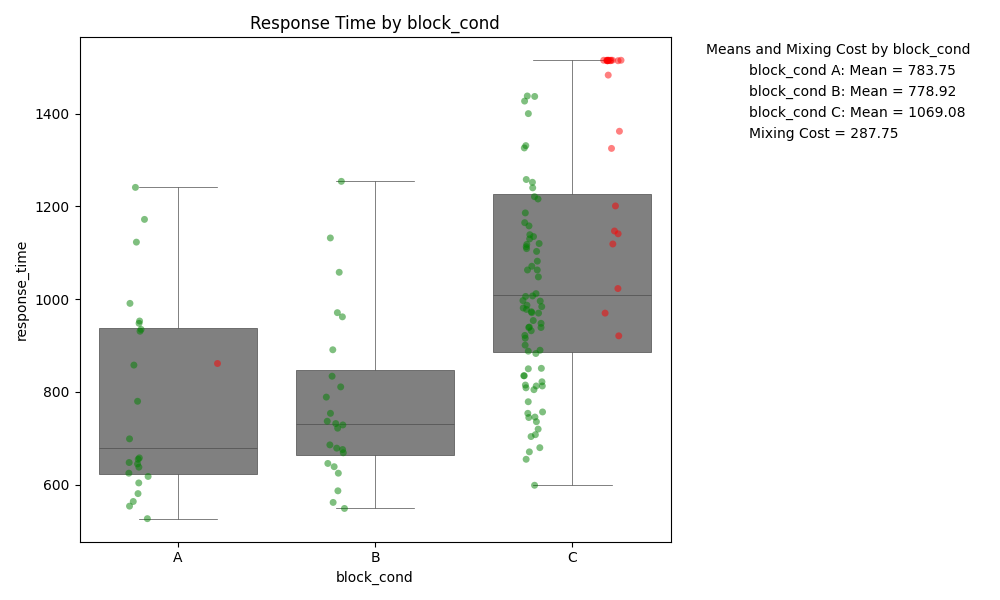 Response Time by block_cond
Means and Mixing Cost by block_cond
block_cond A: Mean = 783.75
block_cond B: Mean = 778.92
block_cond C: Mean = 1069.08
Mixing Cost = 287.75
response_time
1400
1200
1000
800
600
A
B
C
block_cond